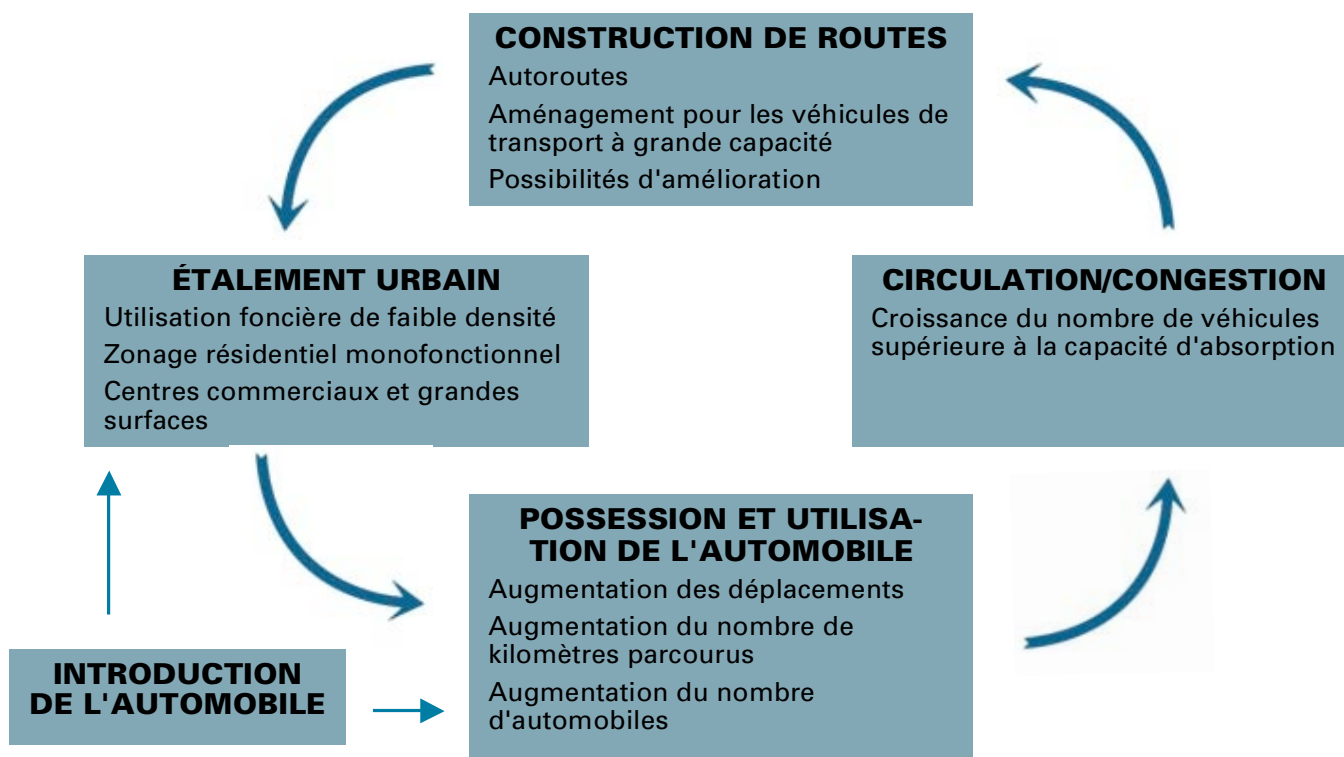 CONSTRUCTION DE ROUTES
Autoroutes
Aménagement pour les véhicules de
transport à grande capacité
Possibilités d'amélioration
ÉTALEMENT URBAIN
Utilisation foncière de faible densité
Zonage résidentiel monofonctionnel
Centres commerciaux et grandes
surfaces
CIRCULATION/CONGESTION
Croissance du nombre de véhicules
supérieure à la capacité d'absorption
POSSESSION ET UTILISA-
TION DE L'AUTOMOBILE
Augmentation des déplacements
Augmentation du nombre de
kilomètres parcourus
Augmentation du nombre
d'automobiles
INTRODUCTION
DE L'AUTOMOBILE